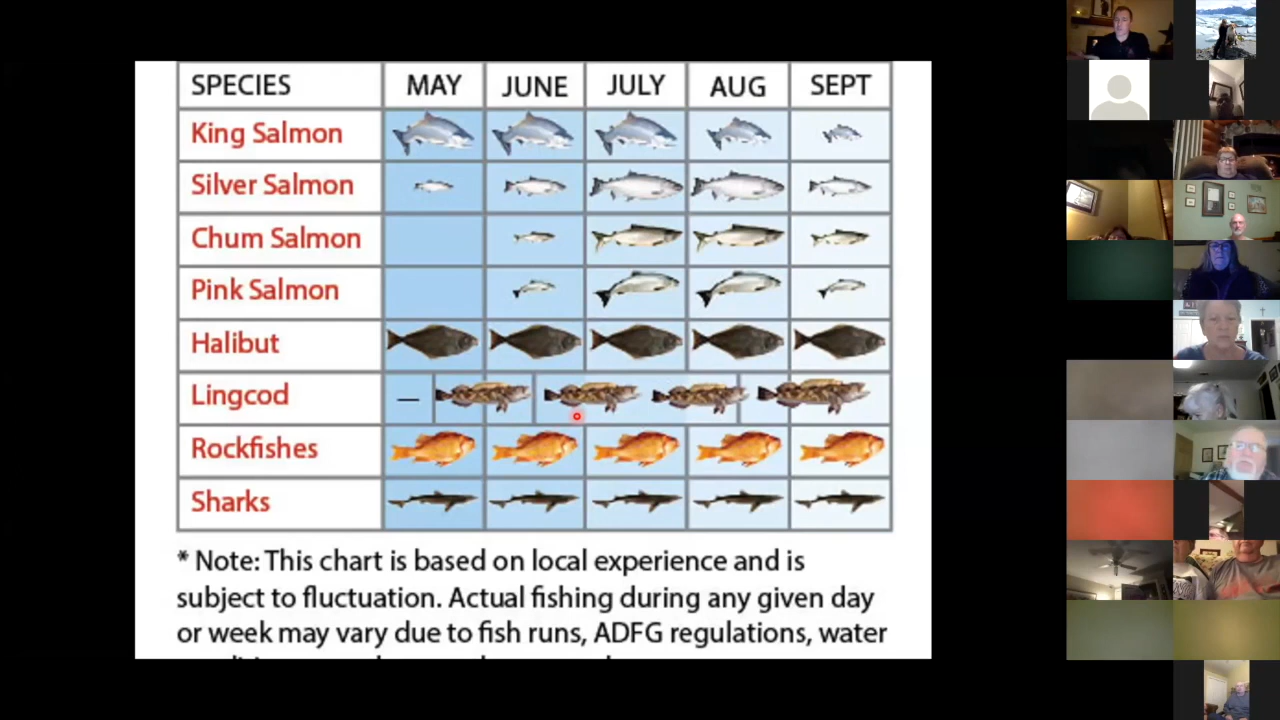 SPECIES MAY JUNE JULY AUG SEPT
King Salmon
Silver Salmon
Chum Salmon
Pink Salmon
Halibut
Lingcod —
Rockfishes
Sharks
* Note: This chart is based on local experience and is
subject to fluctuation. Actual fishing during any given day
or week may vary due to fish runs, ADFG regulations, water